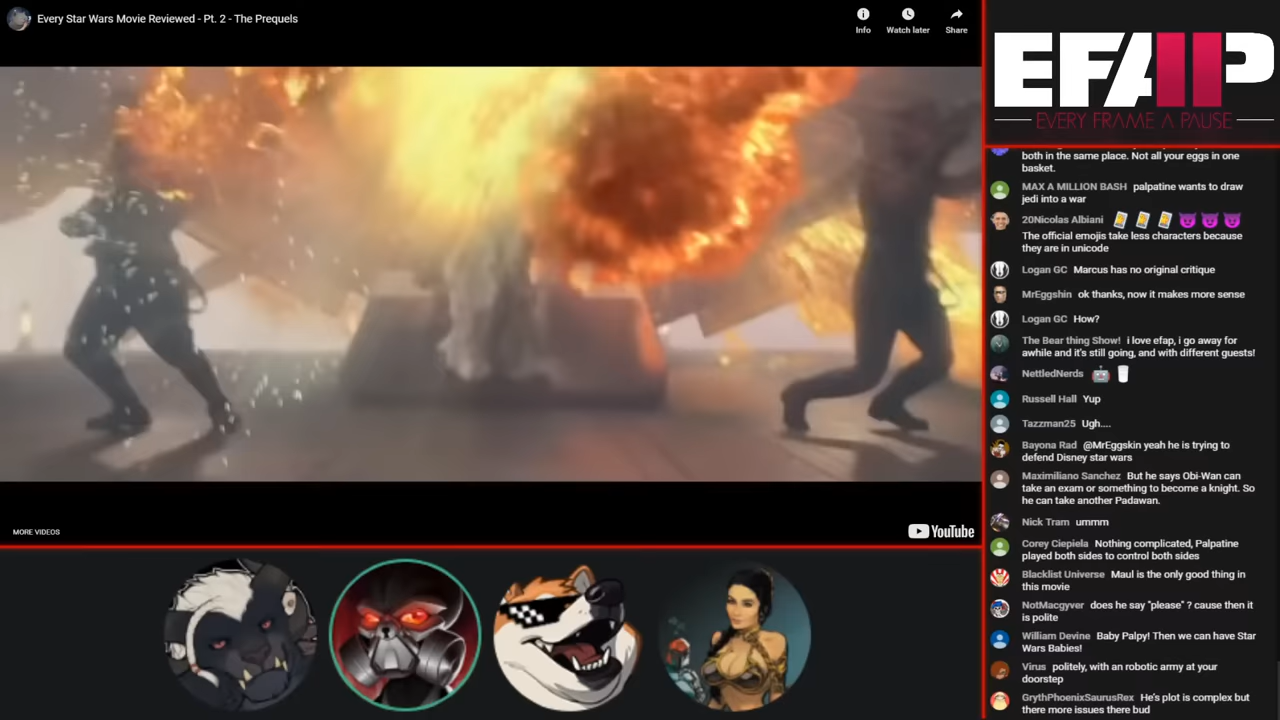 Every Star Wars Movie Reviewed - Pt. 2 - The Prequels
Info
Watch later
Share
MORE VIDEOS
YouTube
EFAP
EVERY FRAME A PAUSE
both in the same place. Not all your eggs in one
basket.
MAX A MILLION BASH palpatine wants to draw
jedi into a war
20Nicolas Albiani 🃏 🃏 🃏 😈 😈 😈
The official emojis take less characters because
they are in unicode
Logan GC Marcus has no original critique
MrEggshin ok thanks, now it makes more sense
Logan GC How?
The Bear thing Show! i love efap, i go away for
awhile and it's still going, and with different guests!
NettledNerds 🤖 🥛
Russell Hall Yup
Tazzman25 Ugh....
Bayona Rad @MrEggskin yeah he is trying to
defend Disney star wars
Maximiliano Sanchez But he says Obi-Wan can
take an exam or something to become a knight. So
he can take another Padawan.
Nick Tram ummm
Corey Ciepiela Nothing complicated, Palpatine
played both sides to control both sides
Blacklist Universe Maul is the only good thing in
this movie
NotMacgyver does he say "please" ? cause then it
is polite
William Devine Baby Palpy! Then we can have Star
Wars Babies!
Virus politely, with an robotic army at your
doorstep
GrythPhoenixSaurusRex He's plot is complex but
there more issues there bud